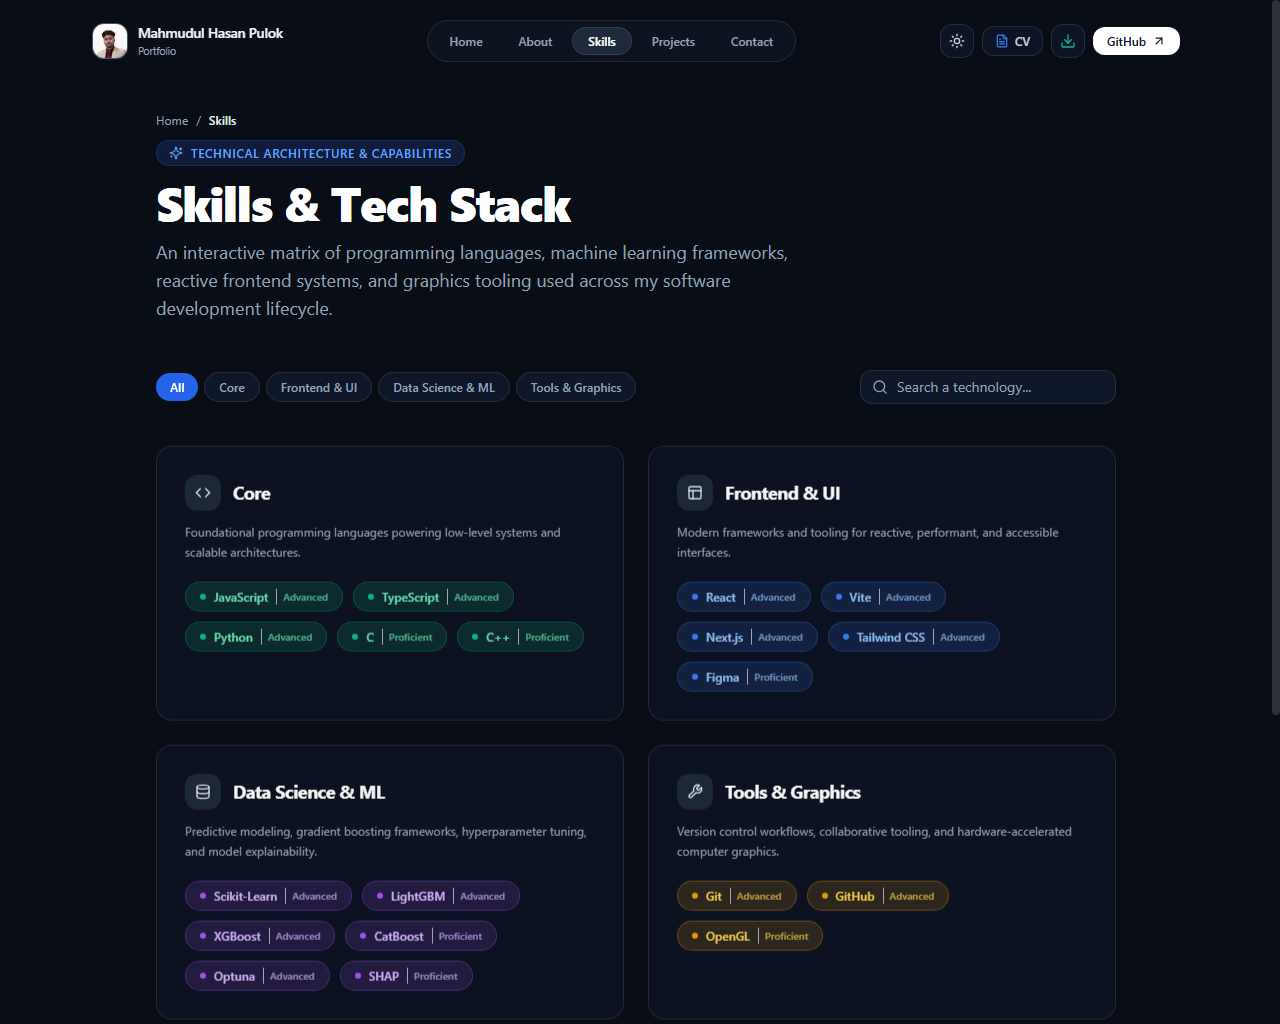 Mahmudul Hasan Pulok
Portfolio
Home About Skills Projects Contact
CV
GitHub
Home / Skills
TECHNICAL ARCHITECTURE & CAPABILITIES
Skills & Tech Stack
An interactive matrix of programming languages, machine learning frameworks,
reactive frontend systems, and graphics tooling used across my software
development lifecycle.
All Core Frontend & UI Data Science & ML Tools & Graphics
Search a technology...
Core
Foundational programming languages powering low-level systems and
scalable architectures.
JavaScript | Advanced TypeScript | Advanced
Python | Advanced C | Proficient C++ | Proficient
Frontend & UI
Modern frameworks and tooling for reactive, performant, and accessible
interfaces.
React | Advanced Vite | Advanced
Next.js | Advanced Tailwind CSS | Advanced
Figma | Proficient
Data Science & ML
Predictive modeling, gradient boosting frameworks, hyperparameter tuning,
and model explainability.
Scikit-Learn | Advanced LightGBM | Advanced
XGBoost | Advanced CatBoost | Proficient
Optuna | Advanced SHAP | Proficient
Tools & Graphics
Version control workflows, collaborative tooling, and hardware-accelerated
computer graphics.
Git | Advanced GitHub | Advanced
OpenGL | Proficient